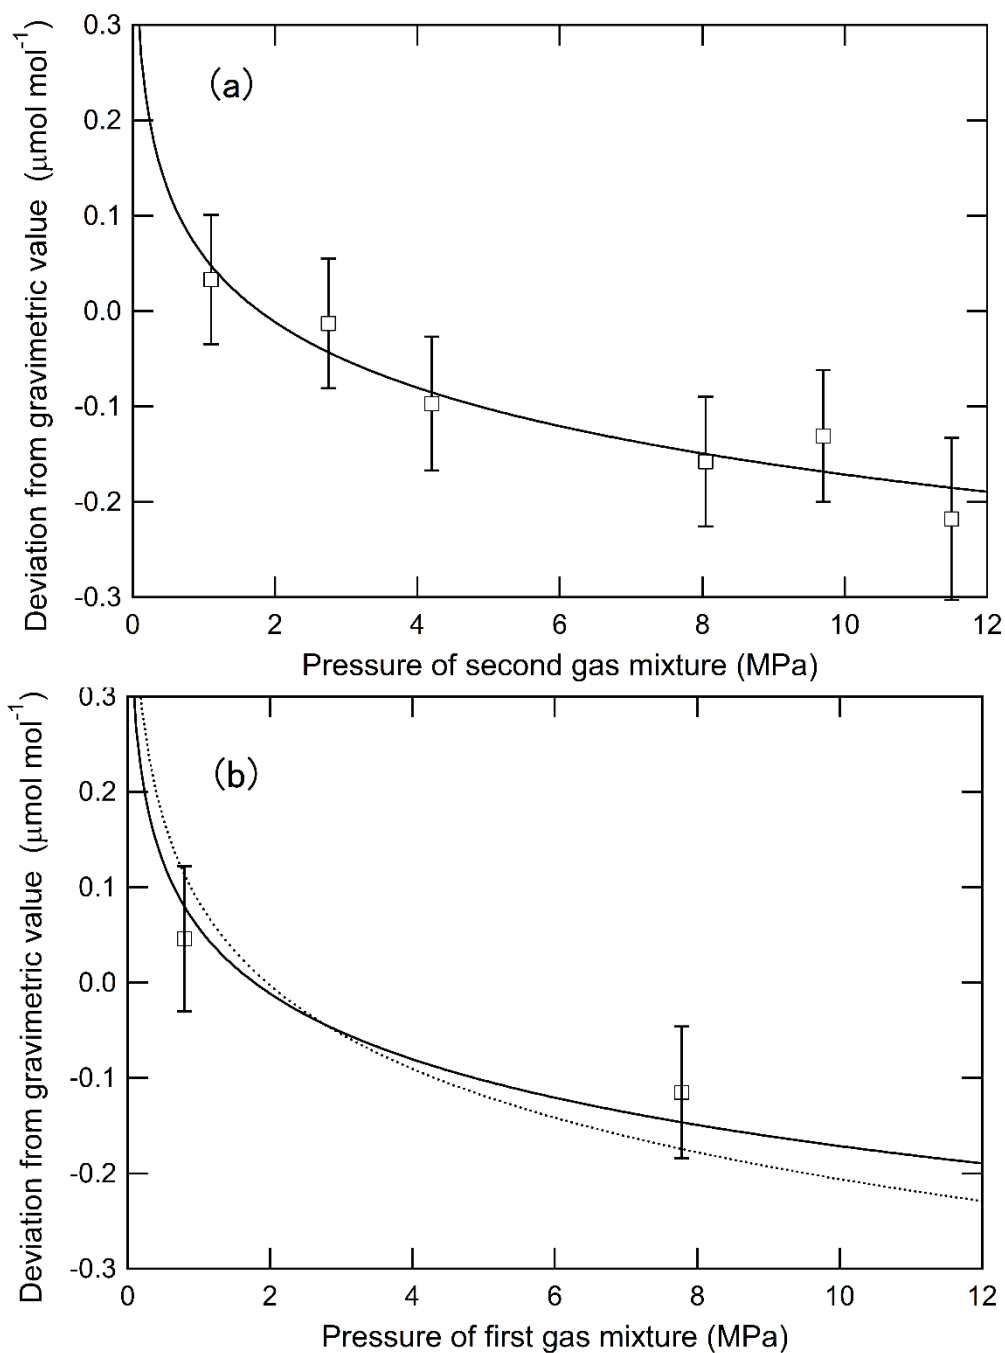 0.3
0.2
0.1
0.0
-0.1
-0.2
-0.3
Deviation from gravimetric value (μmol mol⁻¹)
(a)
0 2 4 6 8 10 12
Pressure of second gas mixture (MPa)
0.3
0.2
0.1
0.0
-0.1
-0.2
-0.3
Deviation from gravimetric value (μmol mol⁻¹)
(b)
0 2 4 6 8 10 12
Pressure of first gas mixture (MPa)